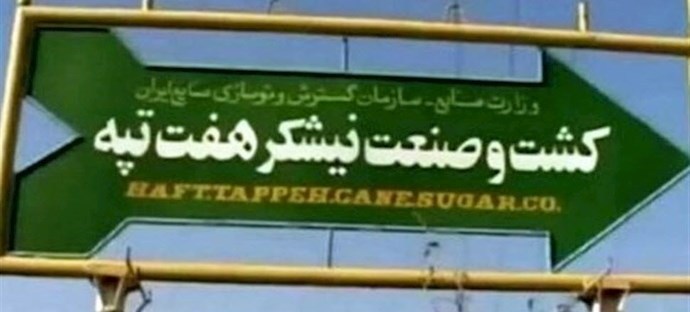 وزارت صنایع - سازمان گسترش و نوسازی صنایع ایران
کشت و صنعت نیشکر هفت تپه
HAFT.TAPPEH.CANE.SUGAR.CO.